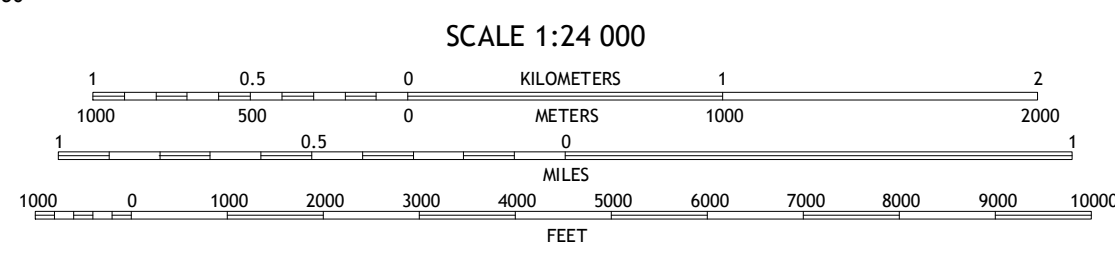 SCALE 1:24 000
1 0.5 0 KILOMETERS 1 2
1000 500 0 METERS 1000 2000
1 0.5 0 1
MILES
1000 0 1000 2000 3000 4000 5000 6000 7000 8000 9000 10000
FEET